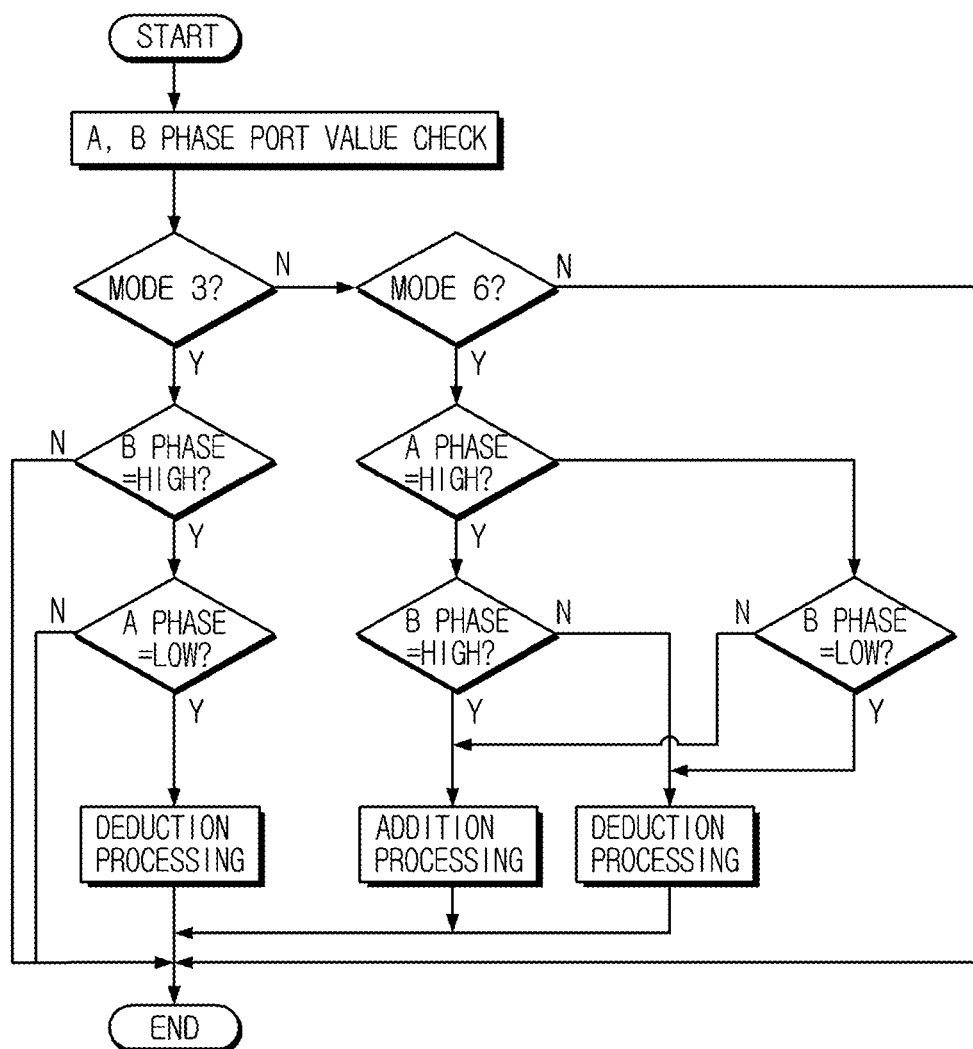 START
A, B PHASE PORT VALUE CHECK
MODE 3?
N
MODE 6?
N
Y
Y
N
B PHASE
=HIGH?
A PHASE
=HIGH?
Y
Y
N
A PHASE
=LOW?
B PHASE
=HIGH?
N
N
B PHASE
=LOW?
Y
Y
Y
DEDUCTION
PROCESSING
ADDITION
PROCESSING
DEDUCTION
PROCESSING
END